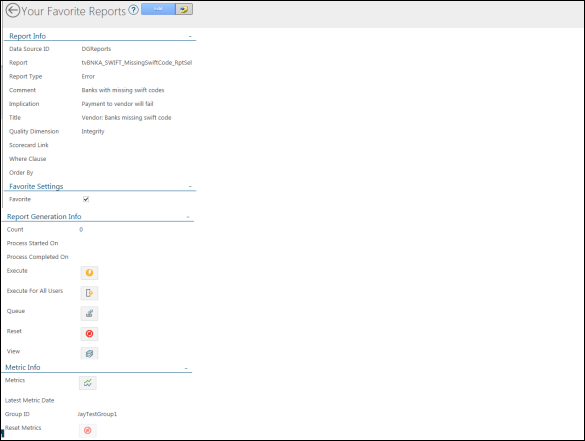 Your Favorite Reports ?
Report Info
Data Source ID DGReports
Report tvBNKA_SWIFT_MissingSwiftCode_RptSel
Report Type Error
Comment Banks with missing swift codes
Implication Payment to vendor will fail
Title Vendor: Banks missing swift code
Quality Dimension Integrity
Scorecard Link
Where Clause
Order By
Favorite Settings
Favorite
Report Generation Info
Count 0
Process Started On
Process Completed On
Execute
Execute For All Users
Queue
Reset
View
Metric Info
Metrics
Latest Metric Date
Group ID JayTestGroup1
Reset Metrics